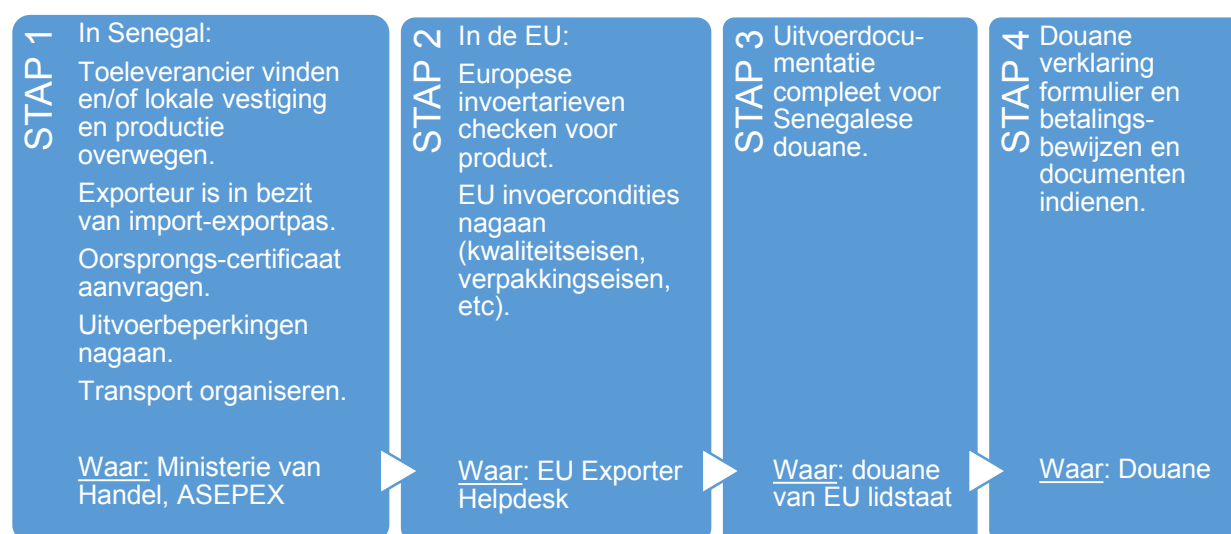 STAP 1
In Senegal:
Toeleverancier vinden
en/of lokale vestiging
en productie
overwegen.
Exporteur is in bezit
van import-exportpas.
Oorsprongs-certificaat
aanvragen.
Uitvoerbeperkingen
nagaan.
Transport organiseren.
Waar: Ministerie van
Handel, ASEPEX
STAP 2
In de EU:
Europese
invoertarieven
checken voor
product.
EU invoercondities
nagaan
(kwaliteitseisen,
verpakkingseisen,
etc).
Waar: EU Exporter
Helpdesk
STAP 3
Uitvoerdocu-
mentatie
compleet voor
Senegalese
douane.
Waar: douane
van EU lidstaat
STAP 4
Douane
verklaring
formulier en
betalings-
bewijzen en
documenten
indienen.
Waar: Douane